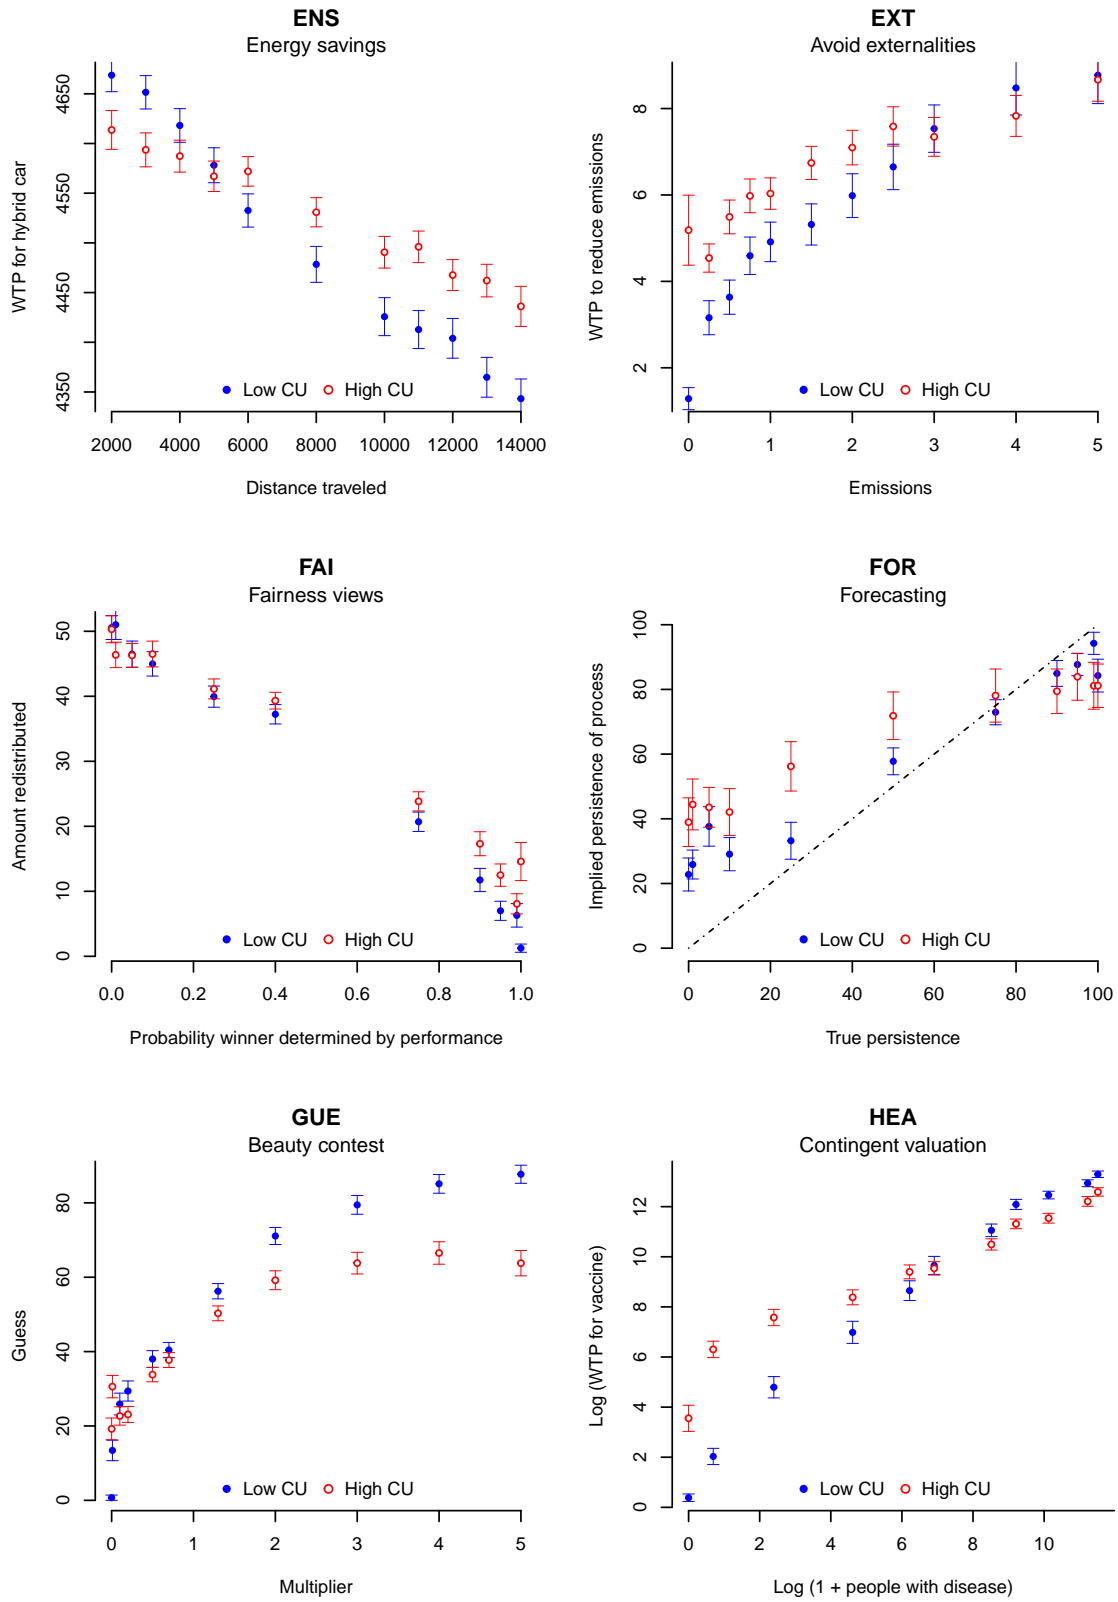 ENS
Energy savings
WTP for hybrid car
4650
4550
4450
4350
Low CU High CU
2000 4000 6000 8000 10000 12000 14000
Distance traveled
EXT
Avoid externalities
WTP to reduce emissions
8
6
4
2
Low CU High CU
0 1 2 3 4 5
Emissions
FAI
Fairness views
Amount redistributed
50
40
30
20
10
0
Low CU High CU
0.0 0.2 0.4 0.6 0.8 1.0
Probability winner determined by performance
FOR
Forecasting
Implied persistence of process
100
80
60
40
20
0
Low CU High CU
0 20 40 60 80 100
True persistence
GUE
Beauty contest
Guess
80
60
40
20
0
Low CU High CU
0 1 2 3 4 5
Multiplier
HEA
Contingent valuation
Log (WTP for vaccine)
12
10
8
6
4
2
0
Low CU High CU
0 2 4 6 8 10
Log (1 + people with disease)